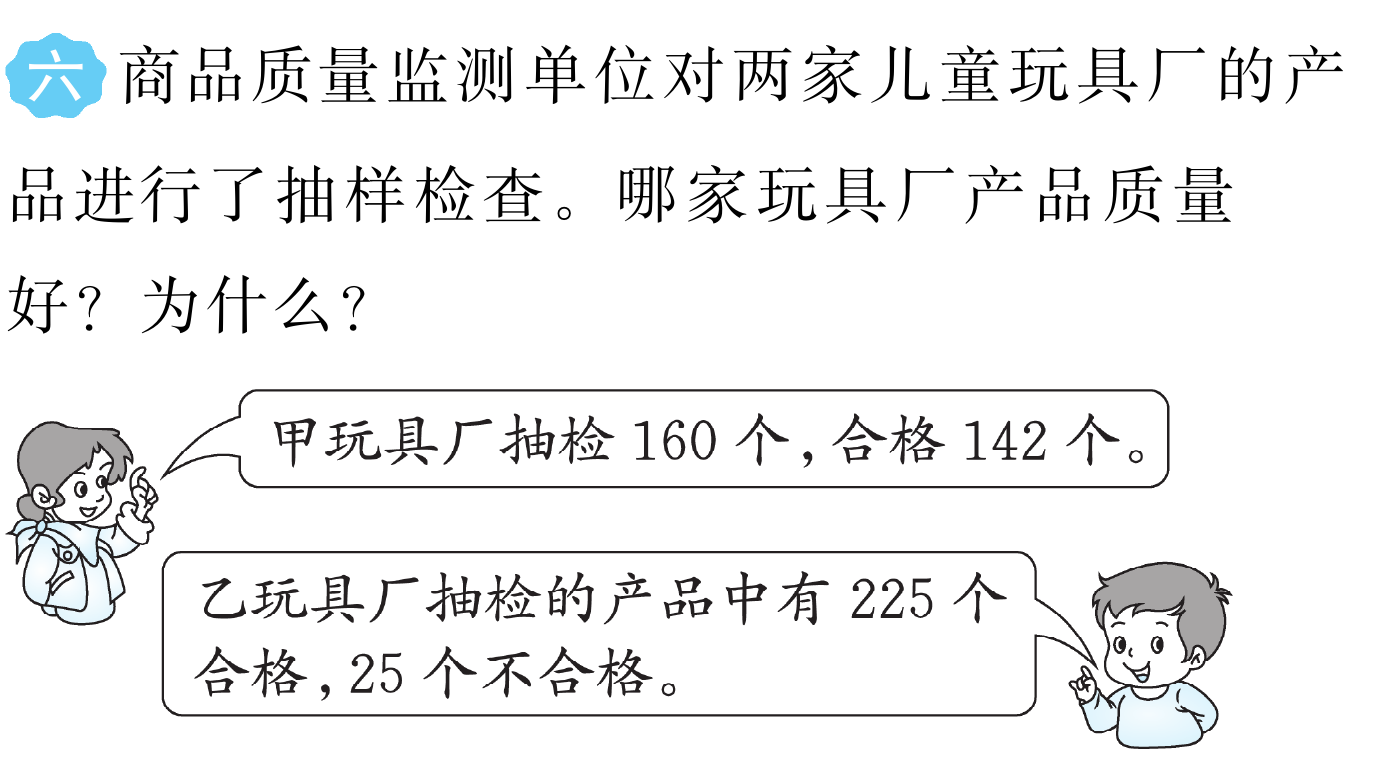 六 商品质量监测单位对两家儿童玩具厂的产
品进行了抽样检查。哪家玩具厂产品质量
好？为什么？
甲玩具厂抽检 160 个，合格 142 个。
乙玩具厂抽检的产品中有 225 个
合格，25 个不合格。